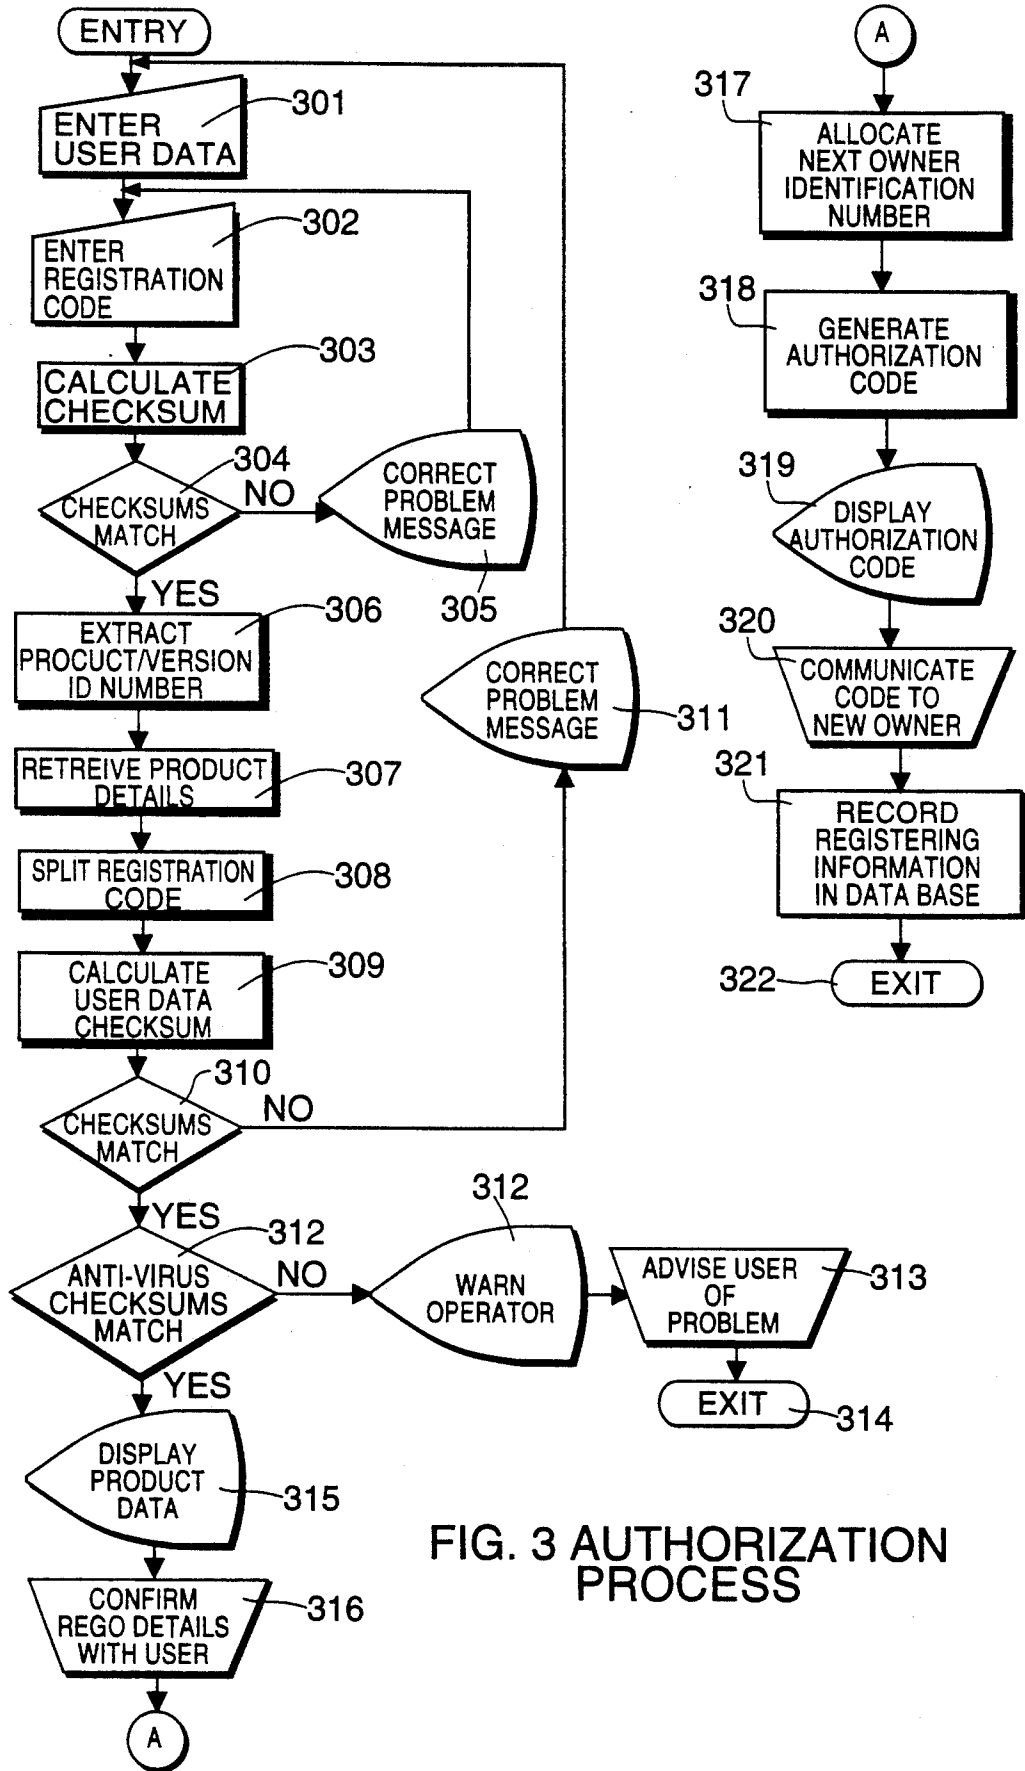 ENTRY
301
ENTER
USER DATA
302
ENTER
REGISTRATION
CODE
303
CALCULATE
CHECKSUM
304
CHECKSUMS
MATCH
NO
CORRECT
PROBLEM
MESSAGE
305
YES
306
EXTRACT
PROCUCT/VERSION
ID NUMBER
CORRECT
PROBLEM
MESSAGE
311
RETREIVE PRODUCT
DETAILS
307
SPLIT REGISTRATION
CODE
308
CALCULATE
USER DATA
CHECKSUM
309
310
CHECKSUMS
MATCH
NO
YES
312
ANTI-VIRUS
CHECKSUMS
MATCH
NO
312
WARN
OPERATOR
ADVISE USER
OF
PROBLEM
313
EXIT
314
YES
DISPLAY
PRODUCT
DATA
315
CONFIRM
REGO DETAILS
WITH USER
316
A
A
317
ALLOCATE
NEXT OWNER
IDENTIFICATION
NUMBER
318
GENERATE
AUTHORIZATION
CODE
319
DISPLAY
AUTHORIZATION
CODE
320
COMMUNICATE
CODE TO
NEW OWNER
321
RECORD
REGISTERING
INFORMATION
IN DATA BASE
322
EXIT
FIG. 3 AUTHORIZATION
PROCESS